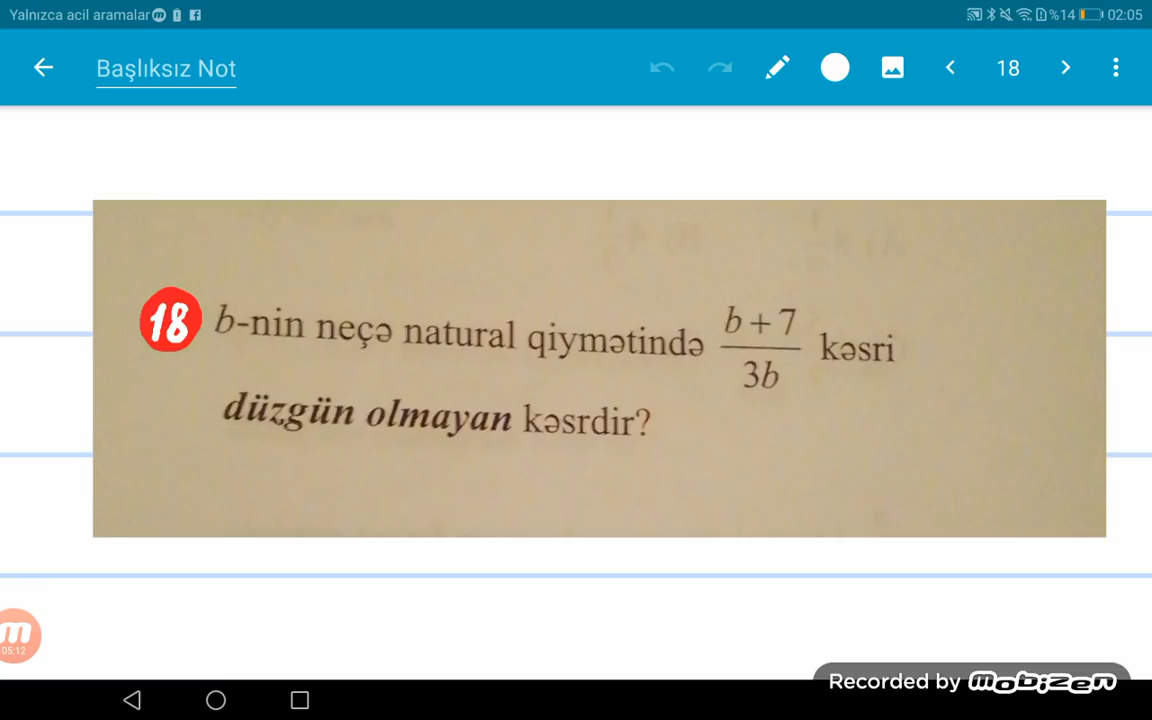 Yalnızca acil aramalar
%14 02:05
Başlıksız Not
18
18 b-nin neçə natural qiymətində b+7/3b kəsri
düzgün olmayan kəsrdir?
m
05:12
Recorded by mobizen